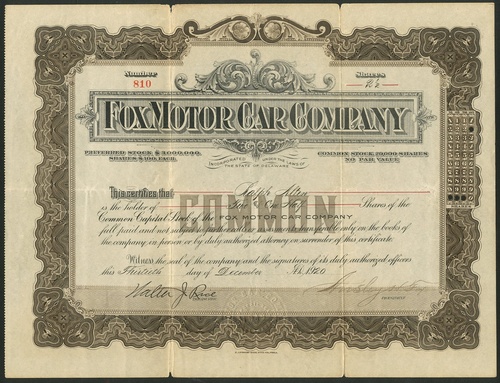 Number
810
Shares
FOX MOTOR CAR COMPANY
PREFERRED STOCK $3,000,000.
SHARES $100 EACH.
INCORPORATED UNDER THE LAWS OF
THE STATE OF DELAWARE
COMMON STOCK, 22,000 SHARES
NO PAR VALUE
This certifies that Ralph Allen
is the holder of One Half Shares of the
COMMON
Common Capital Stock of the FOX MOTOR CAR COMPANY
full paid and not subject to further call or assessment, transferable only on the books of
the company in person or by duly authorized attorney on surrender of this certificate.
Witness the seal of the company and the signatures of its duly authorized officers
this Thirtieth day of December A.D. 1920
Walter J.
PRESIDENT